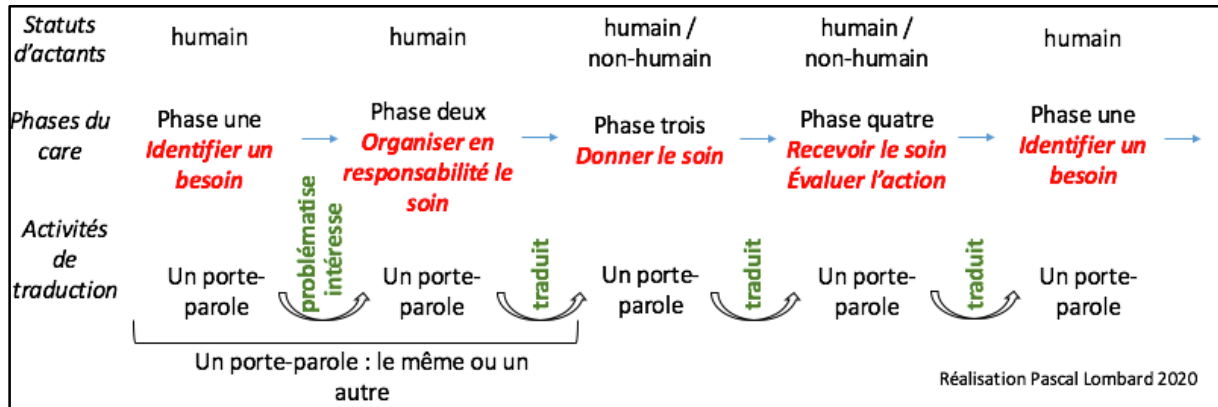 Statuts
d'actants
humain
humain
humain /
non-humain
humain /
non-humain
humain
Phases du
care
Phase une
Identifier un
besoin
Phase deux
Organiser en
responsabilité le
soin
Phase trois
Donner le soin
Phase quatre
Recevoir le soin
Évaluer l'action
Phase une
Identifier un
besoin
Activités
de
traduction
Un porte-
parole
problématise
intéresse
Un porte-
parole
traduit
Un porte-
parole
traduit
Un porte-
parole
traduit
Un porte-
parole
Un porte-parole : le même ou un
autre
Réalisation Pascal Lombard 2020